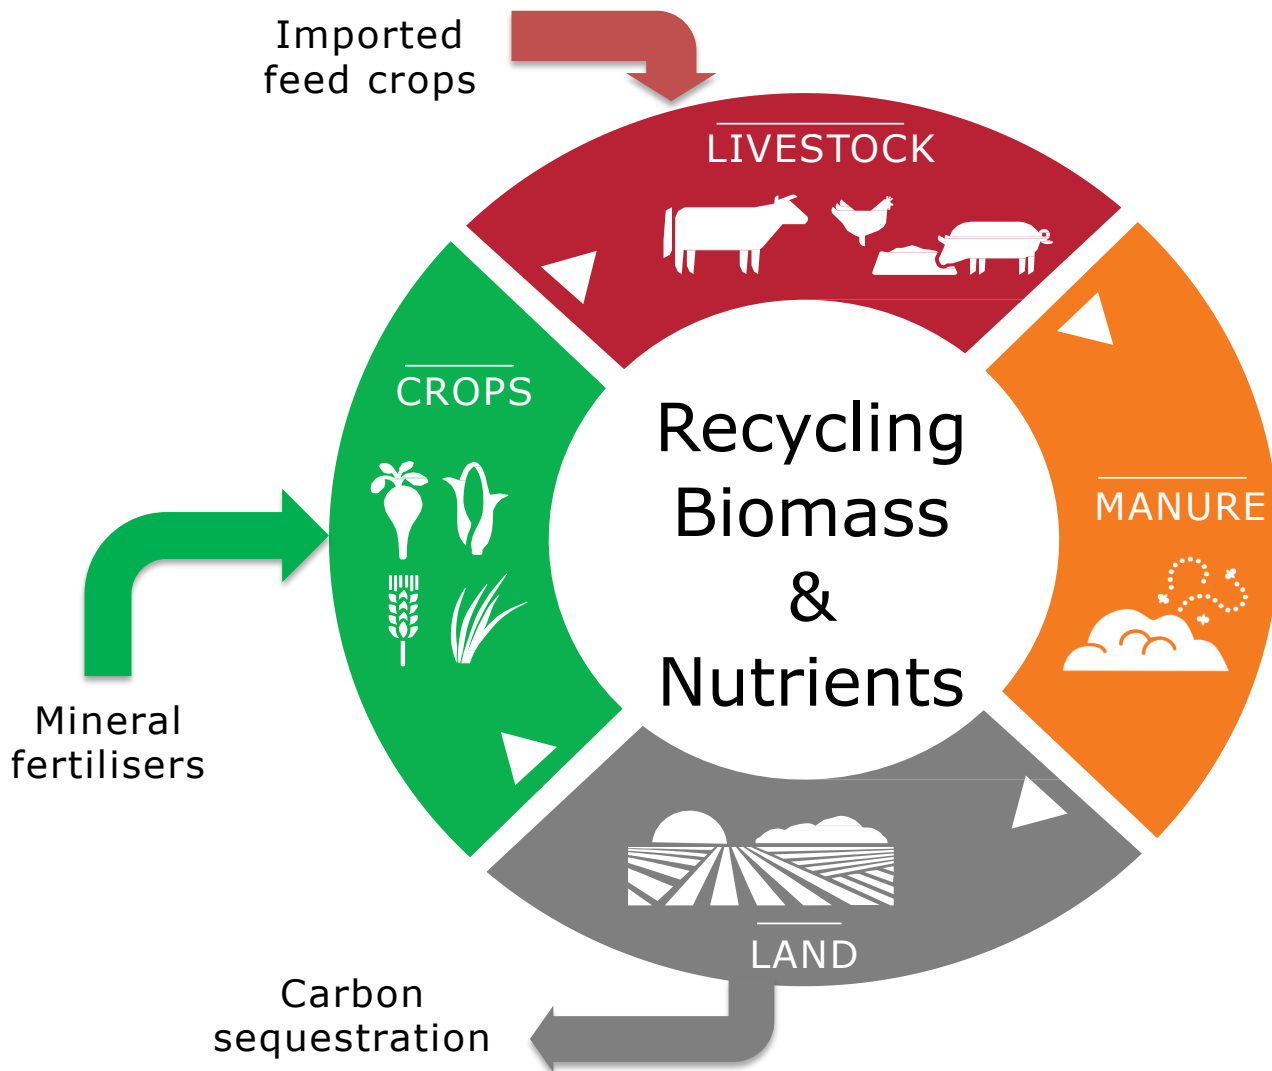 Imported
feed crops
LIVESTOCK
CROPS
Recycling
Biomass
&
Nutrients
MANURE
Mineral
fertilisers
LAND
Carbon
sequestration